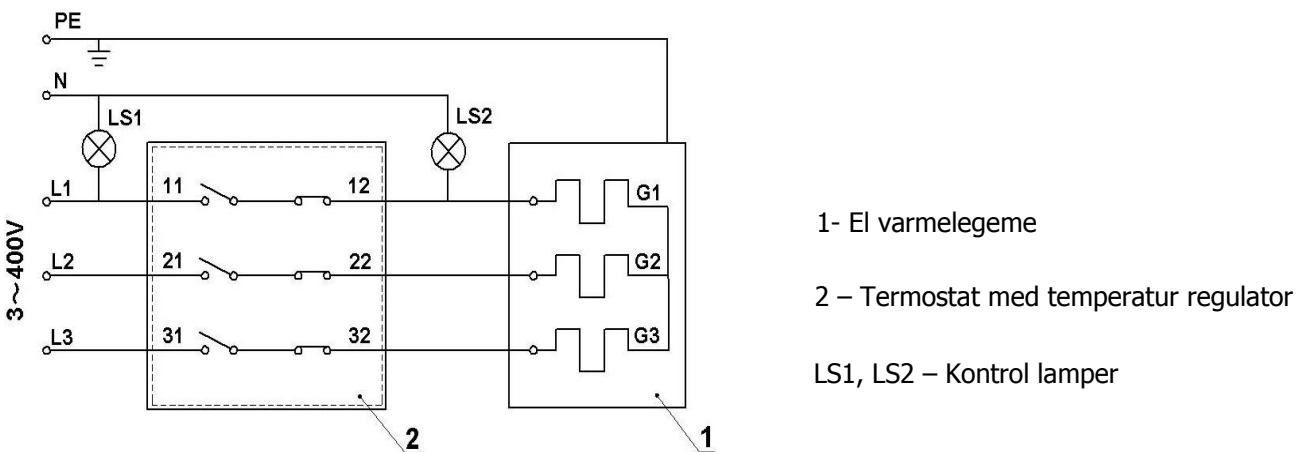 PE
N
LS1
LS2
L1
11
12
G1
L2
21
22
G2
L3
31
32
G3
3~400V
2
1
1- El varmelegeme
2 – Termostat med temperatur regulator
LS1, LS2 – Kontrol lamper